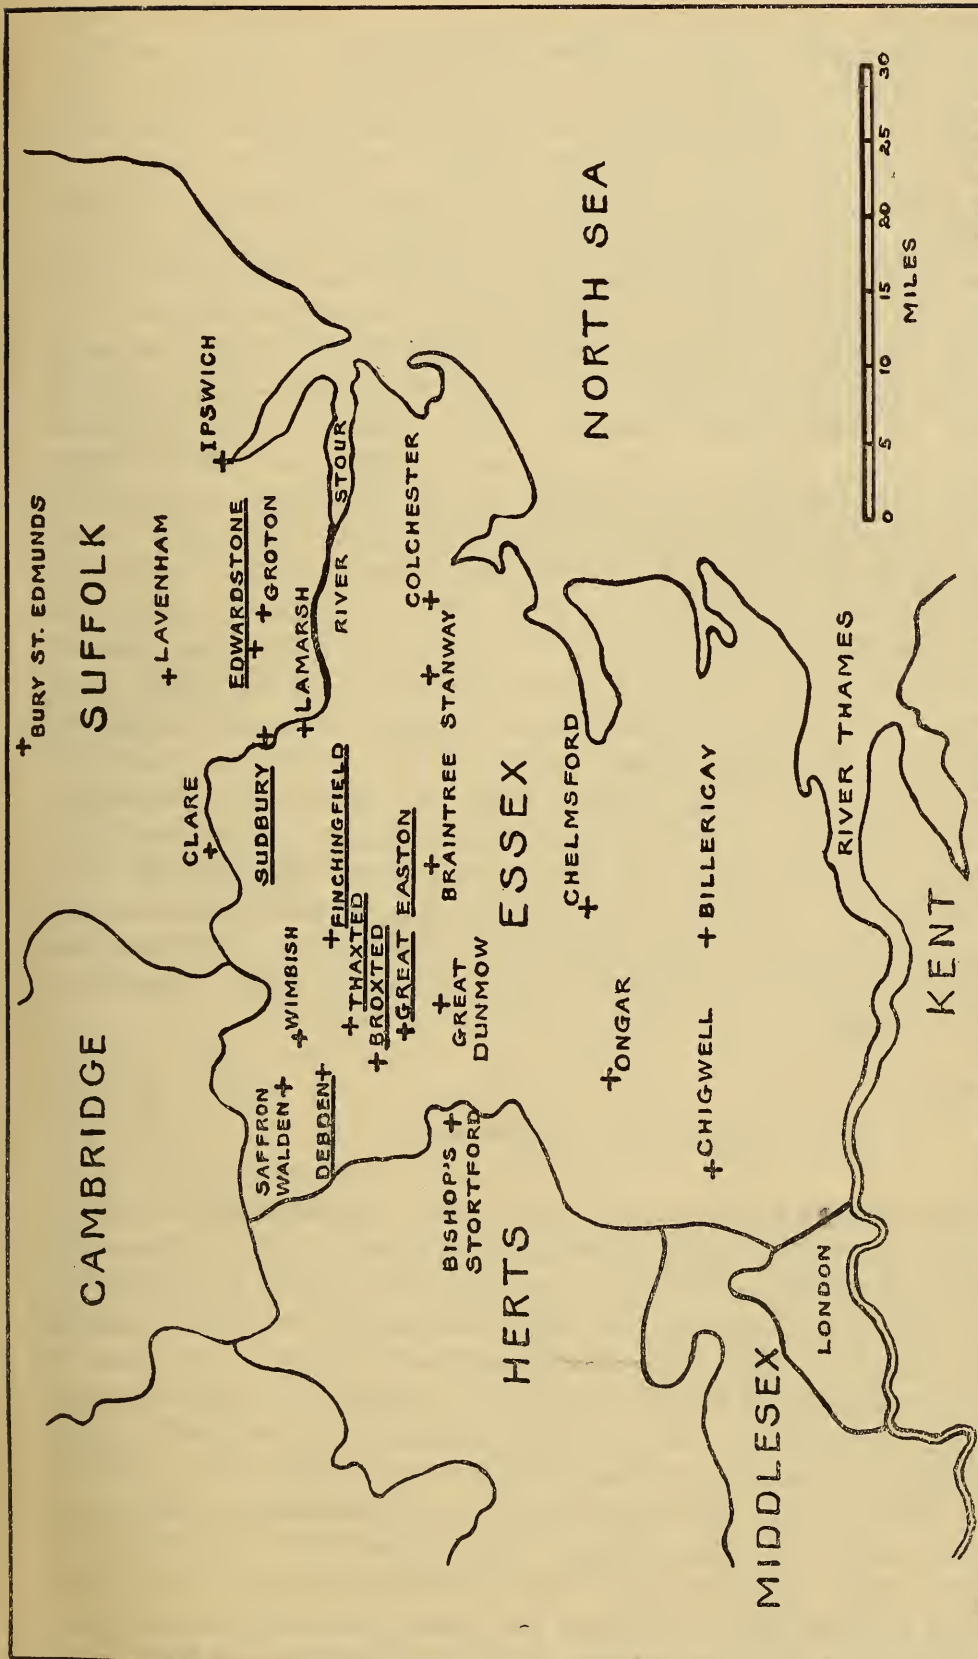 BURY ST. EDMUNDS
SUFFOLK
LAVENHAM
IPSWICH
EDWARDSTONE
GROTON
LAMARSH
CLARE
SUDBURY
CAMBRIDGE
WIMBISH
SAFFRON
WALDEN
DEBDEN
FINCHINGFIELD
THAXTED
BROXTED
GREAT EASTON
RIVER STOUR
COLCHESTER
STANWAY
BRAINTREE
GREAT
DUNMOW
BISHOP'S
STORTFORD
HERTS
ESSEX
CHELMSFORD
NORTH SEA
ONGAR
BILLERICAY
CHIGWELL
MIDDLESEX
LONDON
RIVER THAMES
KENT
0 5 10 15 20 25 30
MILES